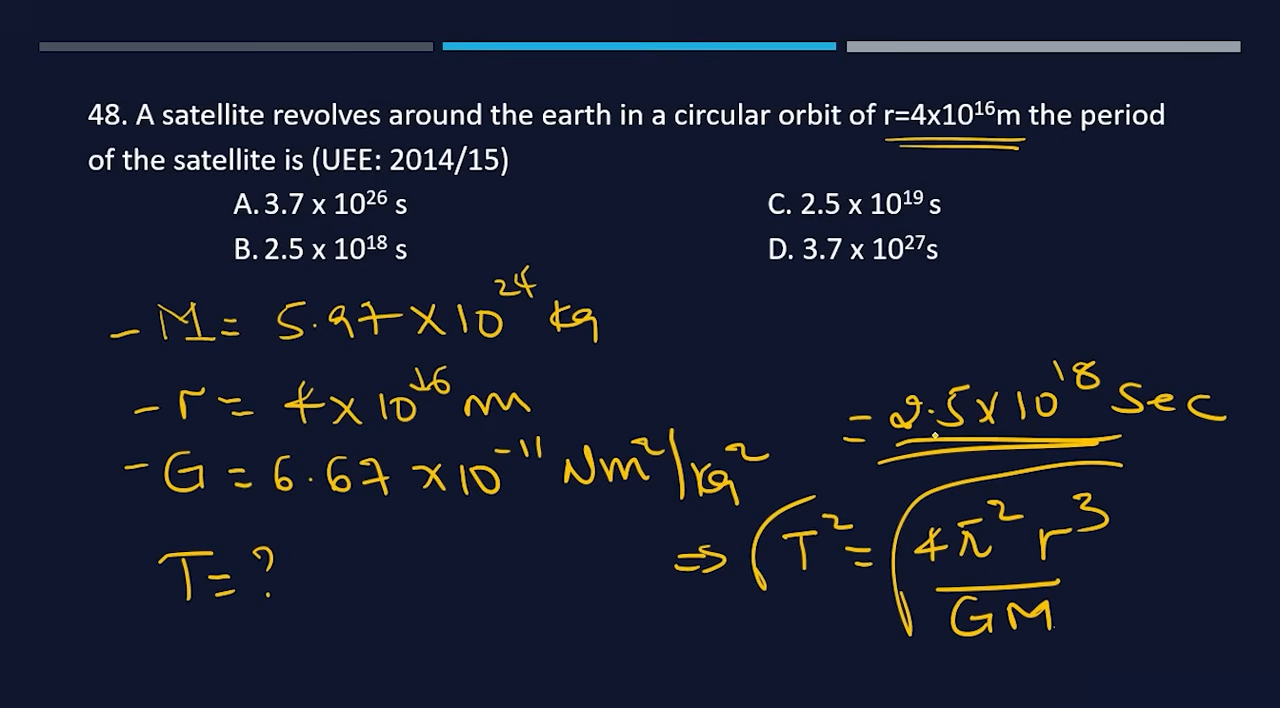 48. A satellite revolves around the earth in a circular orbit of r=4x10¹⁶m the period
of the satellite is (UEE: 2014/15)
A. 3.7 x 10²⁶ s
C. 2.5 x 10¹⁹ s
B. 2.5 x 10¹⁸ s
D. 3.7 x 10²⁷s
- M = 5.97 × 10²⁴ kg
- r = 4 × 10¹⁶ m
= 2.5 × 10¹⁸ Sec
- G = 6.67 × 10⁻¹¹ Nm²/kg²
T = ?
⇒ √T² = √(4π² r³ / GM)